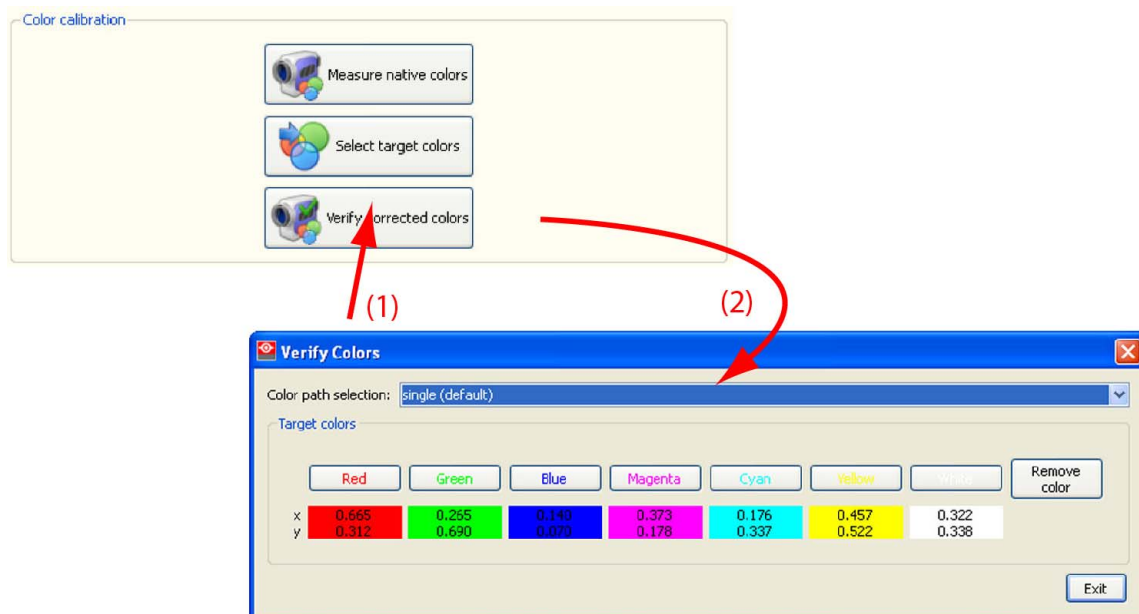 Color calibration
Measure native colors
Select target colors
Verify corrected colors
(1)
(2)
Verify Colors
Color path selection: single (default)
Target colors
Red Green Blue Magenta Cyan Yellow White Remove
color
x 0.665 0.265 0.140 0.373 0.176 0.457 0.322
y 0.312 0.690 0.070 0.178 0.337 0.522 0.338
Exit